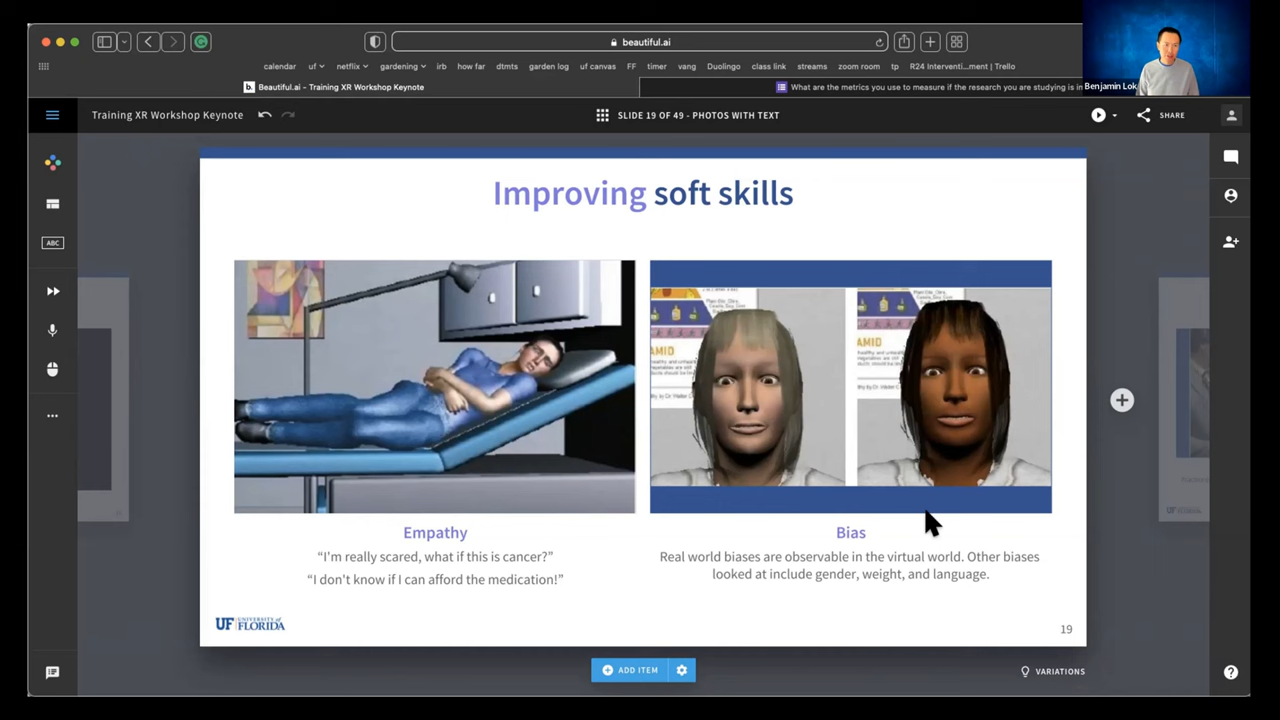 beautiful.ai
calendar uf netflix gardening irb how far dtmts garden log uf canvas FF timer vang Duolingo class link streams zoom room tp R24 Interventi...ment | Trello
b. Beautiful.ai - Training XR Workshop Keynote
What are the metrics you use to measure if the research you are studying is in
Benjamin Lok
Training XR Workshop Keynote
SLIDE 19 OF 49 - PHOTOS WITH TEXT
SHARE
ABC
Improving soft skills
AMID
AMID
Empathy
Bias
“I'm really scared, what if this is cancer?”
“I don't know if I can afford the medication!”
Real world biases are observable in the virtual world. Other biases
looked at include gender, weight, and language.
UF UNIVERSITY of
FLORIDA
19
ADD ITEM
VARIATIONS